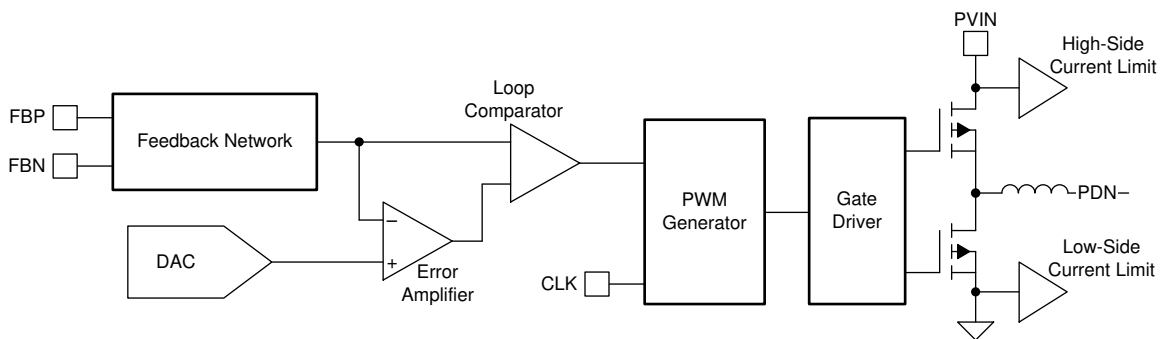 PVIN
High-Side
Current Limit
Loop
Comparator
FBP
FBN
Feedback Network
−
+
Error
Amplifier
DAC
CLK
PWM
Generator
Gate
Driver
PDN
Low-Side
Current Limit